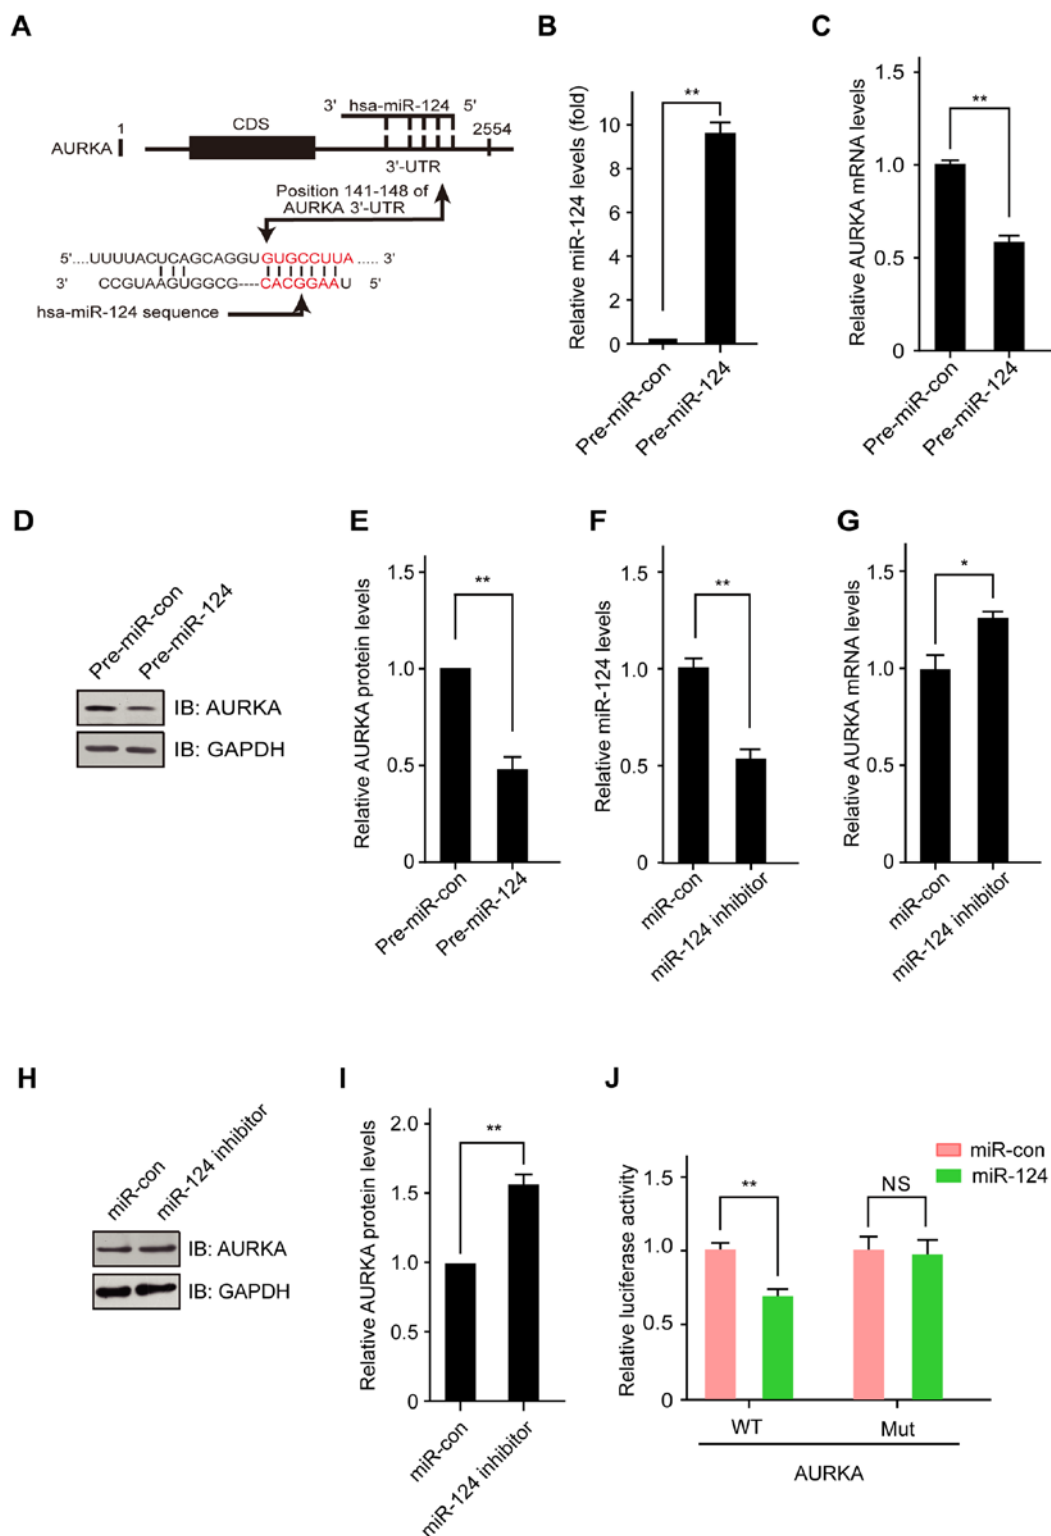 A
3' hsa-miR-124 5'
1 CDS 2554
AURKA
3'-UTR
Position 141-148 of
AURKA 3'-UTR
5'....UUUUACUCAGCAGGUGUGCCUUA..... 3'
3' CCGUAAGUGGCG----CACGGAAU 5'
hsa-miR-124 sequence
B
Relative miR-124 levels (fold)
10
8
6
4
2
0
**
Pre-miR-con
Pre-miR-124
C
Relative AURKA mRNA levels
1.5
1.0
0.5
0
**
Pre-miR-con
Pre-miR-124
D
Pre-miR-con
Pre-miR-124
IB: AURKA
IB: GAPDH
E
Relative AURKA protein levels
1.5
1.0
0.5
0
**
Pre-miR-con
Pre-miR-124
F
Relative miR-124 levels
1.5
1.0
0.5
0
**
miR-con
miR-124 inhibitor
G
Relative AURKA mRNA levels
1.5
1.0
0.5
0
*
miR-con
miR-124 inhibitor
H
miR-con
miR-124 inhibitor
IB: AURKA
IB: GAPDH
I
Relative AURKA protein levels
2.0
1.5
1.0
0.5
0
**
miR-con
miR-124 inhibitor
J
miR-con
miR-124
Relative luciferase activity
1.5
1.0
0.5
0
**
NS
WT Mut
AURKA